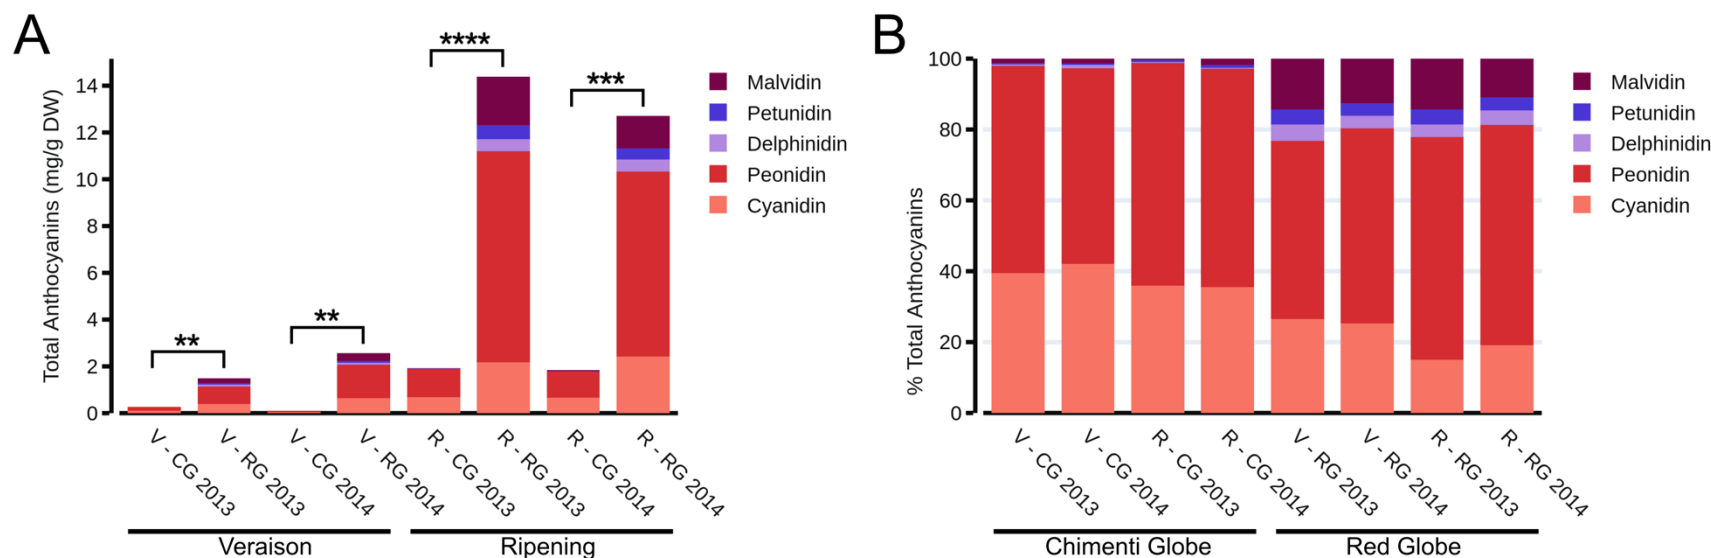 A
Total Anthocyanins (mg/g DW)
14
12
10
8
6
4
2
0
**
**
****
***
Malvidin
Petunidin
Delphinidin
Peonidin
Cyanidin
V - CG 2013
V - RG 2013
V - CG 2014
V - RG 2014
R - CG 2013
R - RG 2013
R - CG 2014
R - RG 2014
Veraison
Ripening
B
% Total Anthocyanins
100
80
60
40
20
0
Malvidin
Petunidin
Delphinidin
Peonidin
Cyanidin
V - CG 2013
V - CG 2014
R - CG 2013
R - CG 2014
V - RG 2013
V - RG 2014
R - RG 2013
R - RG 2014
Chimenti Globe
Red Globe